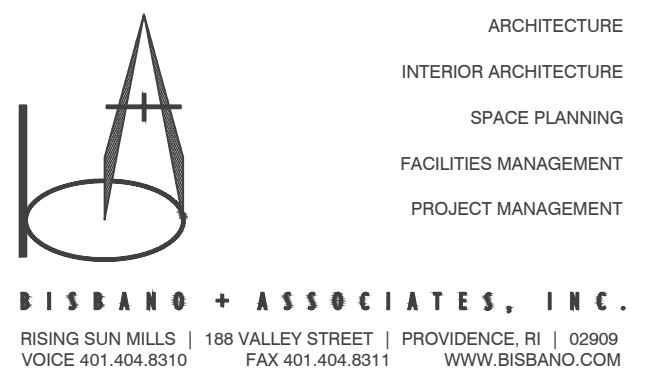 ARCHITECTURE
INTERIOR ARCHITECTURE
SPACE PLANNING
FACILITIES MANAGEMENT
PROJECT MANAGEMENT
BISBANO + ASSOCIATES, INC.
RISING SUN MILLS | 188 VALLEY STREET | PROVIDENCE, RI | 02909
VOICE 401.404.8310 FAX 401.404.8311 WWW.BISBANO.COM